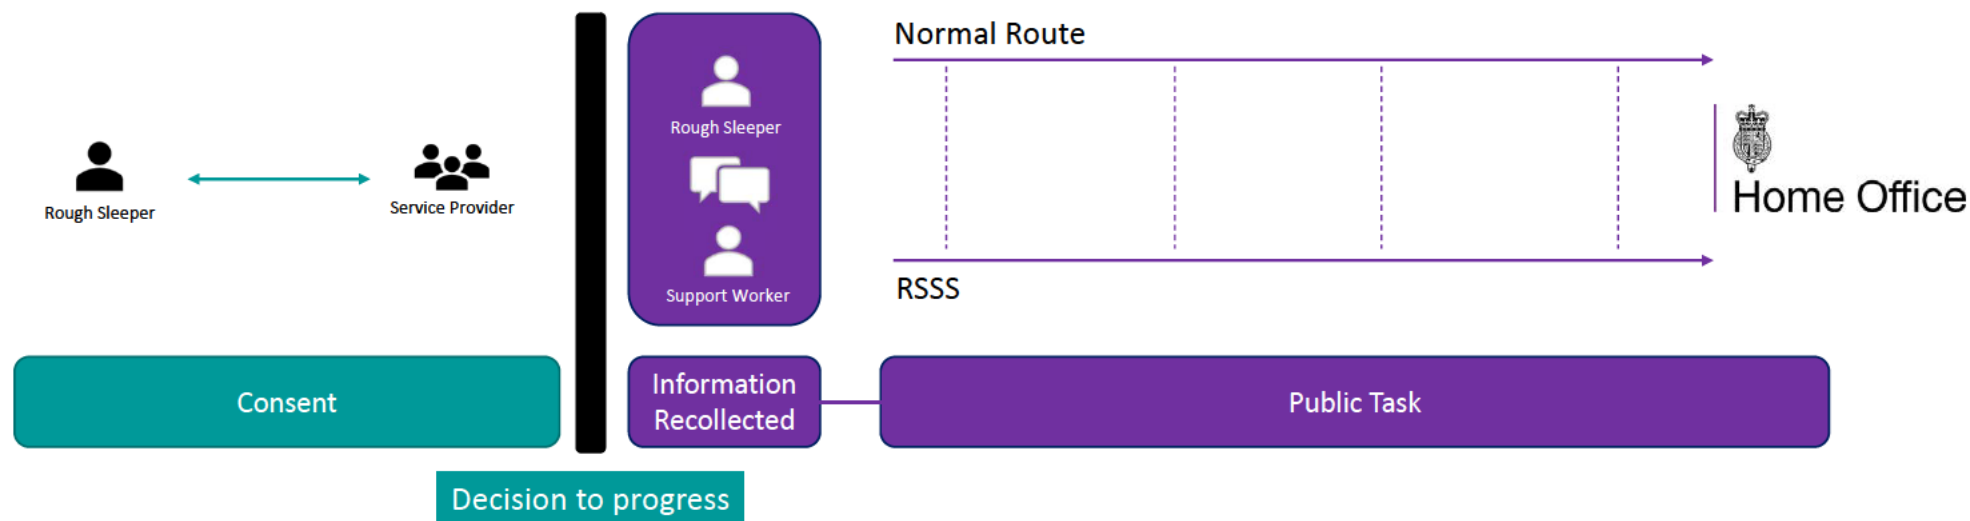 Rough Sleeper
Service Provider
Rough Sleeper
Support Worker
Normal Route
RSSS
Home Office
Consent
Information
Recollected
Public Task
Decision to progress